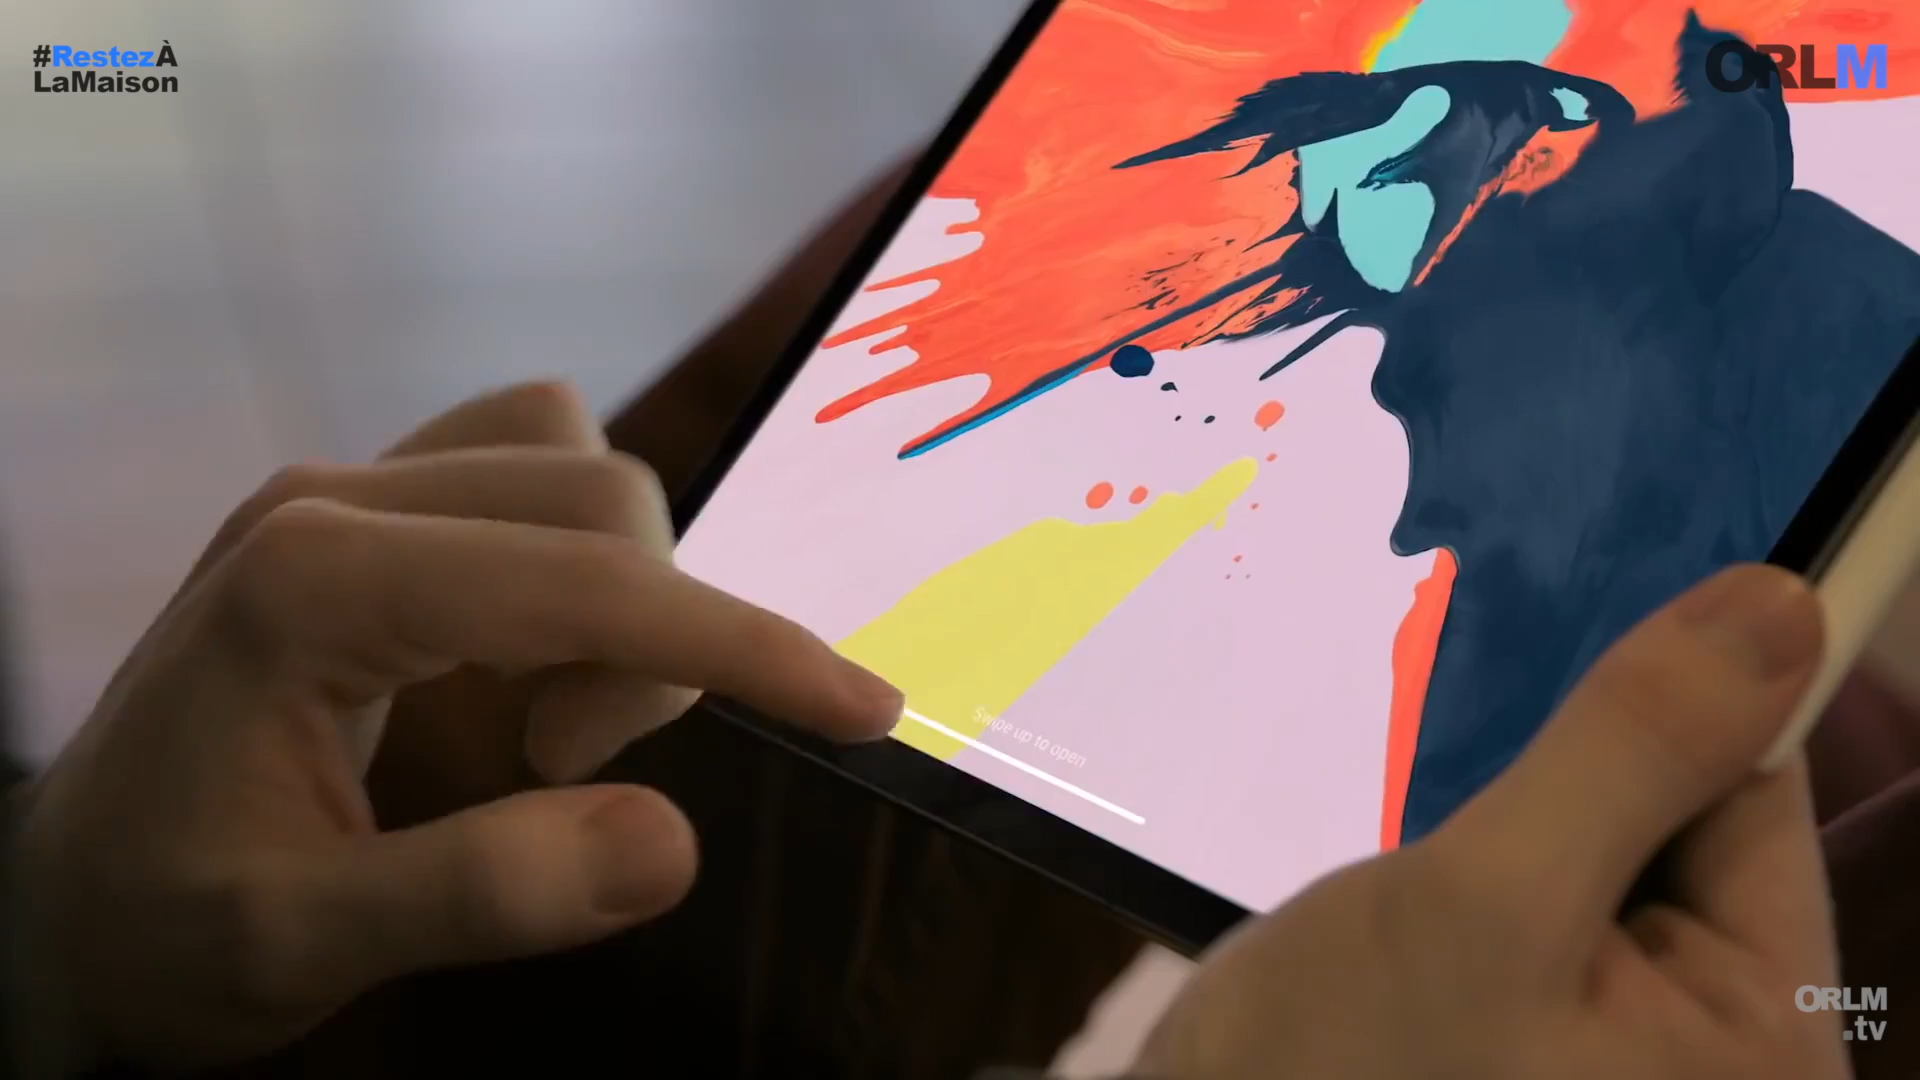 #RestezÀ
LaMaison
ORLM
Swipe up to open
ORLM
.tv